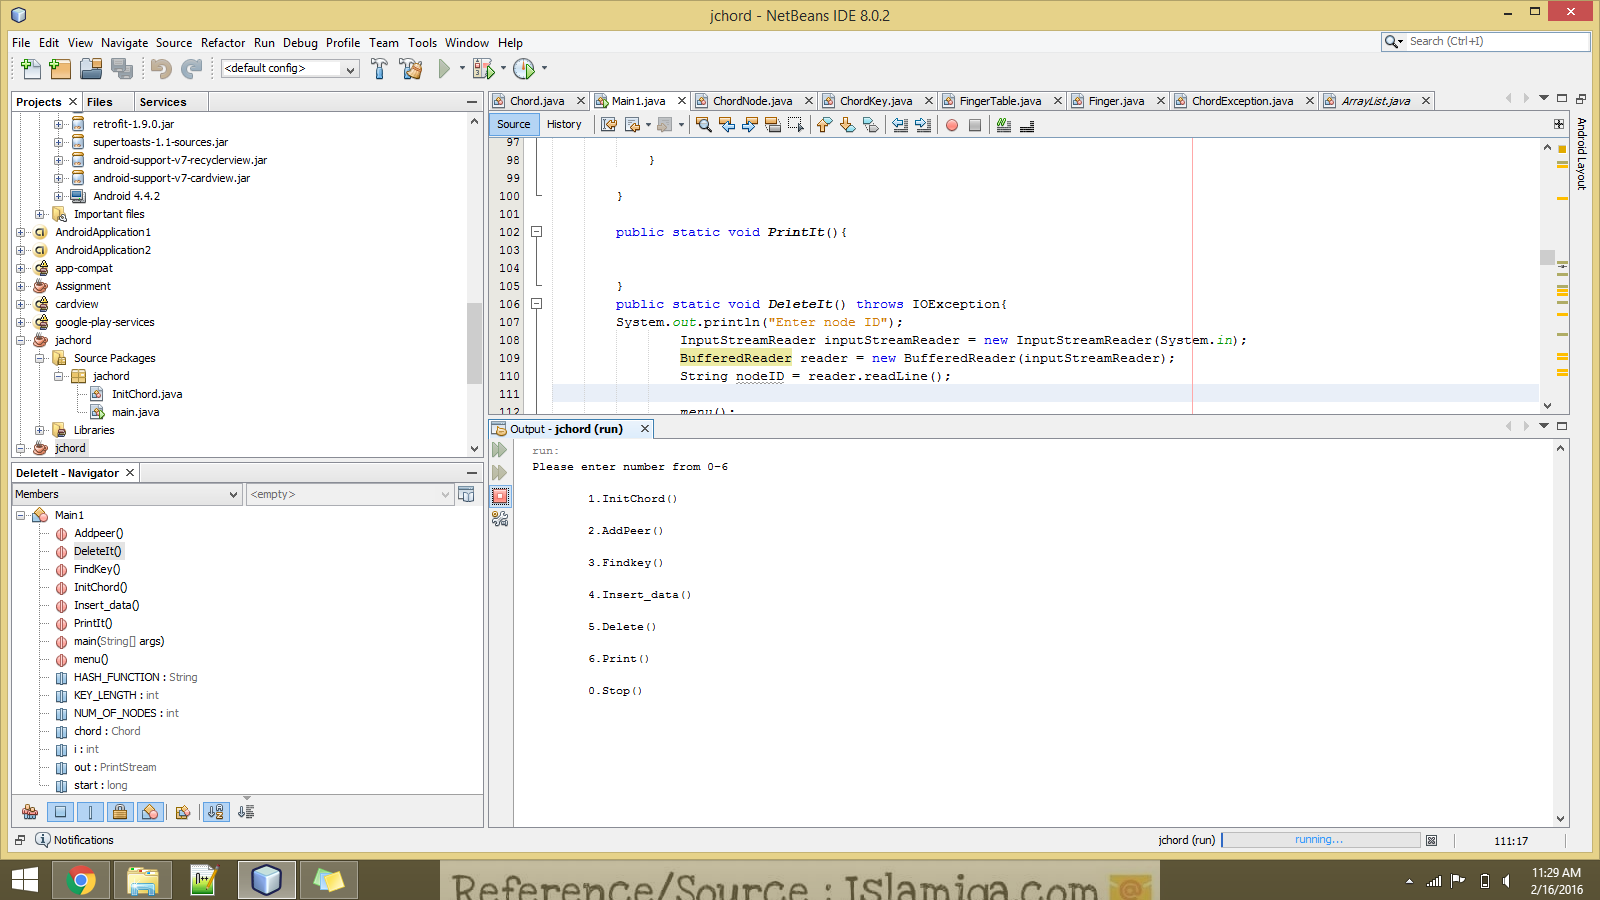 jchord - NetBeans IDE 8.0.2
File Edit View Navigate Source Refactor Run Debug Profile Team Tools Window Help
Search (Ctrl+I)
<default config>
Projects Files Services
retrofit-1.9.0.jar
supertoasts-1.1-sources.jar
android-support-v7-recyclerview.jar
android-support-v7-cardview.jar
Android 4.4.2
Important files
AndroidApplication1
AndroidApplication2
app-compat
Assignment
cardview
google-play-services
jachord
Source Packages
jachord
InitChord.java
main.java
Libraries
jchord
DeleteIt - Navigator
Members
<empty>
Main1
Addpeer()
DeleteIt()
FindKey()
InitChord()
Insert_data()
PrintIt()
main(String[] args)
menu()
HASH_FUNCTION : String
KEY_LENGTH : int
NUM_OF_NODES : int
chord : Chord
i : int
out : PrintStream
start : long
Chord.java Main1.java ChordNode.java ChordKey.java FingerTable.java Finger.java ChordException.java ArrayList.java
Source History
97
98 }
99
100 }
101
102 public static void PrintIt(){
103
104
105 }
106 public static void DeleteIt() throws IOException{
107 System.out.println("Enter node ID");
108 InputStreamReader inputStreamReader = new InputStreamReader(System.in);
109 BufferedReader reader = new BufferedReader(inputStreamReader);
110 String nodeID = reader.readLine();
111
112 menu();
Android Layout
Output - jchord (run)
run:
Please enter number from 0-6
1.InitChord()
2.AddPeer()
3.Findkey()
4.Insert_data()
5.Delete()
6.Print()
0.Stop()
Notifications
jchord (run) running... 111:17
Reference/Source : Islamiqa.com
11:29 AM
2/16/2016